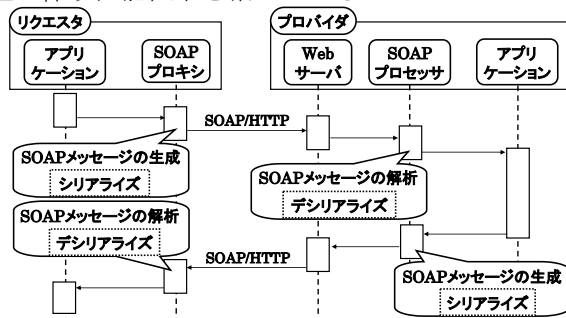 リクエスタ
プロバイダ
アプリ
ケーション
SOAP
プロキシ
Web
サーバ
SOAP
プロセッサ
アプリ
ケーション
SOAP/HTTP
SOAPメッセージの生成
シリアライズ
SOAPメッセージの解析
デシリアライズ
SOAPメッセージの解析
デシリアライズ
SOAP/HTTP
SOAPメッセージの生成
シリアライズ